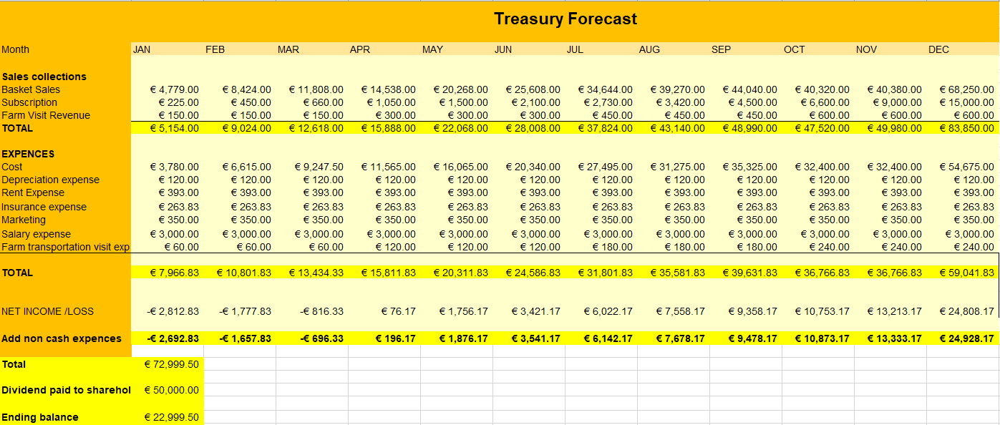 Treasury Forecast
Month JAN FEB MAR APR MAY JUN JUL AUG SEP OCT NOV DEC
Sales collections
Basket Sales € 4,779.00 € 8,424.00 € 11,808.00 € 14,538.00 € 20,268.00 € 25,608.00 € 34,644.00 € 39,270.00 € 44,040.00 € 40,320.00 € 40,380.00 € 68,250.00
Subscription € 225.00 € 450.00 € 660.00 € 1,050.00 € 1,500.00 € 2,100.00 € 2,730.00 € 3,420.00 € 4,500.00 € 6,600.00 € 9,000.00 € 15,000.00
Farm Visit Revenue € 150.00 € 150.00 € 150.00 € 300.00 € 300.00 € 300.00 € 450.00 € 450.00 € 450.00 € 600.00 € 600.00 € 600.00
TOTAL € 5,154.00 € 9,024.00 € 12,618.00 € 15,888.00 € 22,068.00 € 28,008.00 € 37,824.00 € 43,140.00 € 48,990.00 € 47,520.00 € 49,980.00 € 83,850.00
EXPENCES
Cost € 3,780.00 € 6,615.00 € 9,247.50 € 11,565.00 € 16,065.00 € 20,340.00 € 27,495.00 € 31,275.00 € 35,325.00 € 32,400.00 € 32,400.00 € 54,675.00
Depreciation expense € 120.00 € 120.00 € 120.00 € 120.00 € 120.00 € 120.00 € 120.00 € 120.00 € 120.00 € 120.00 € 120.00 € 120.00
Rent Expense € 393.00 € 393.00 € 393.00 € 393.00 € 393.00 € 393.00 € 393.00 € 393.00 € 393.00 € 393.00 € 393.00 € 393.00
Insurance expense € 263.83 € 263.83 € 263.83 € 263.83 € 263.83 € 263.83 € 263.83 € 263.83 € 263.83 € 263.83 € 263.83 € 263.83
Marketing € 350.00 € 350.00 € 350.00 € 350.00 € 350.00 € 350.00 € 350.00 € 350.00 € 350.00 € 350.00 € 350.00 € 350.00
Salary expense € 3,000.00 € 3,000.00 € 3,000.00 € 3,000.00 € 3,000.00 € 3,000.00 € 3,000.00 € 3,000.00 € 3,000.00 € 3,000.00 € 3,000.00 € 3,000.00
Farm transportation visit exp € 60.00 € 60.00 € 60.00 € 120.00 € 120.00 € 120.00 € 180.00 € 180.00 € 180.00 € 240.00 € 240.00 € 240.00
TOTAL € 7,966.83 € 10,801.83 € 13,434.33 € 15,811.83 € 20,311.83 € 24,586.83 € 31,801.83 € 35,581.83 € 39,631.83 € 36,766.83 € 36,766.83 € 59,041.83
NET INCOME /LOSS -€ 2,812.83 -€ 1,777.83 -€ 816.33 € 76.17 € 1,756.17 € 3,421.17 € 6,022.17 € 7,558.17 € 9,358.17 € 10,753.17 € 13,213.17 € 24,808.17
Add non cash expences -€ 2,692.83 -€ 1,657.83 -€ 696.33 € 196.17 € 1,876.17 € 3,541.17 € 6,142.17 € 7,678.17 € 9,478.17 € 10,873.17 € 13,333.17 € 24,928.17
Total € 72,999.50
Dividend paid to sharehol € 50,000.00
Ending balance € 22,999.50